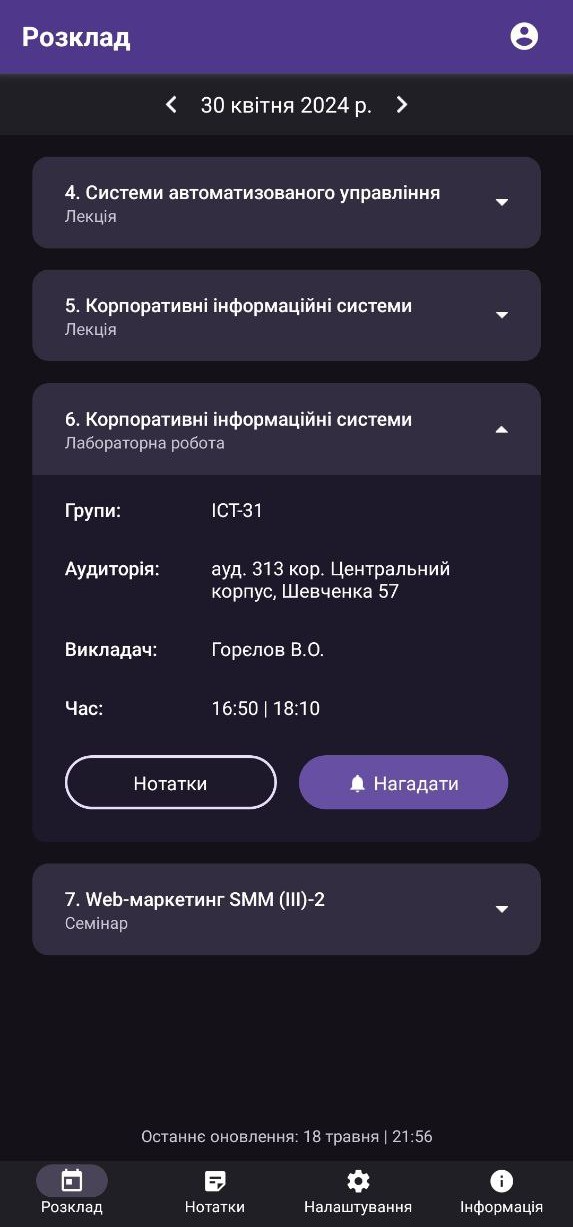 Розклад
30 квітня 2024 р.
4. Системи автоматизованого управління
Лекція
5. Корпоративні інформаційні системи
Лекція
6. Корпоративні інформаційні системи
Лабораторна робота
Групи: ІСТ-31
Аудиторія: ауд. 313 кор. Центральний
корпус, Шевченка 57
Викладач: Горєлов В.О.
Час: 16:50 | 18:10
Нотатки Нагадати
7. Web-маркетинг SMM (III)-2
Семінар
Останнє оновлення: 18 травня | 21:56
Розклад Нотатки Налаштування Інформація